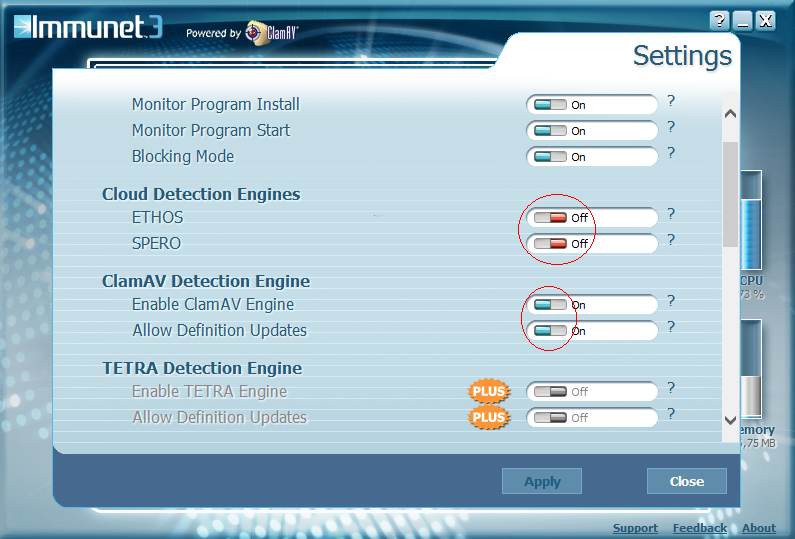 Immunet 3 Powered by ClamAV
? _ X
Settings
Monitor Program Install On ?
Monitor Program Start On ?
Blocking Mode On ?
Cloud Detection Engines
ETHOS Off ?
SPERO Off ?
ClamAV Detection Engine
Enable ClamAV Engine On ?
Allow Definition Updates On ?
TETRA Detection Engine
Enable TETRA Engine PLUS Off ?
Allow Definition Updates PLUS Off ?
CPU
73 %
emory
,75 MB
Apply Close
Support Feedback About